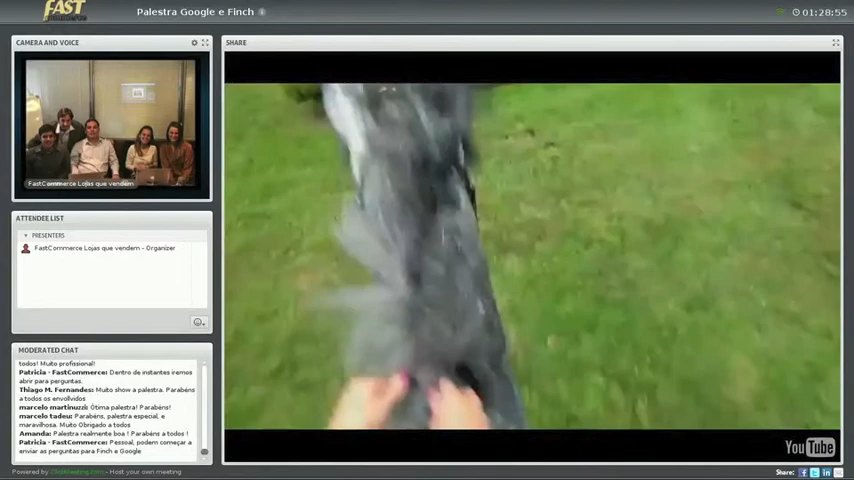 FAST
Palestra Google e Finch
01:28:55
CAMERA AND VOICE
FastCommerce Lojas que vendem
SHARE
ATTENDEE LIST
PRESENTERS
FastCommerce Lojas que vendem - Organizer
MODERATED CHAT
todos! Muito profissional!
Patricia - FastCommerce: Dentro de instantes iremos
abrir para perguntas.
Thiago M. Fernandes: Muito show a palestra. Parabéns
a todos os envolvidos
marcelo martinuzzi: Ótima palestra! Parabéns!
marcelo tadeu: Parabéns, palestra especial, e
maravilhosa. Muito Obrigado a todos
Amanda: Palestra realmente boa ! Parabéns a todos !
Patricia - FastCommerce: Pessoal, podem começar a
enviar as perguntas para Finch e Google
YouTube
Powered by ClickMeeting.com - Host your own meeting
Share: